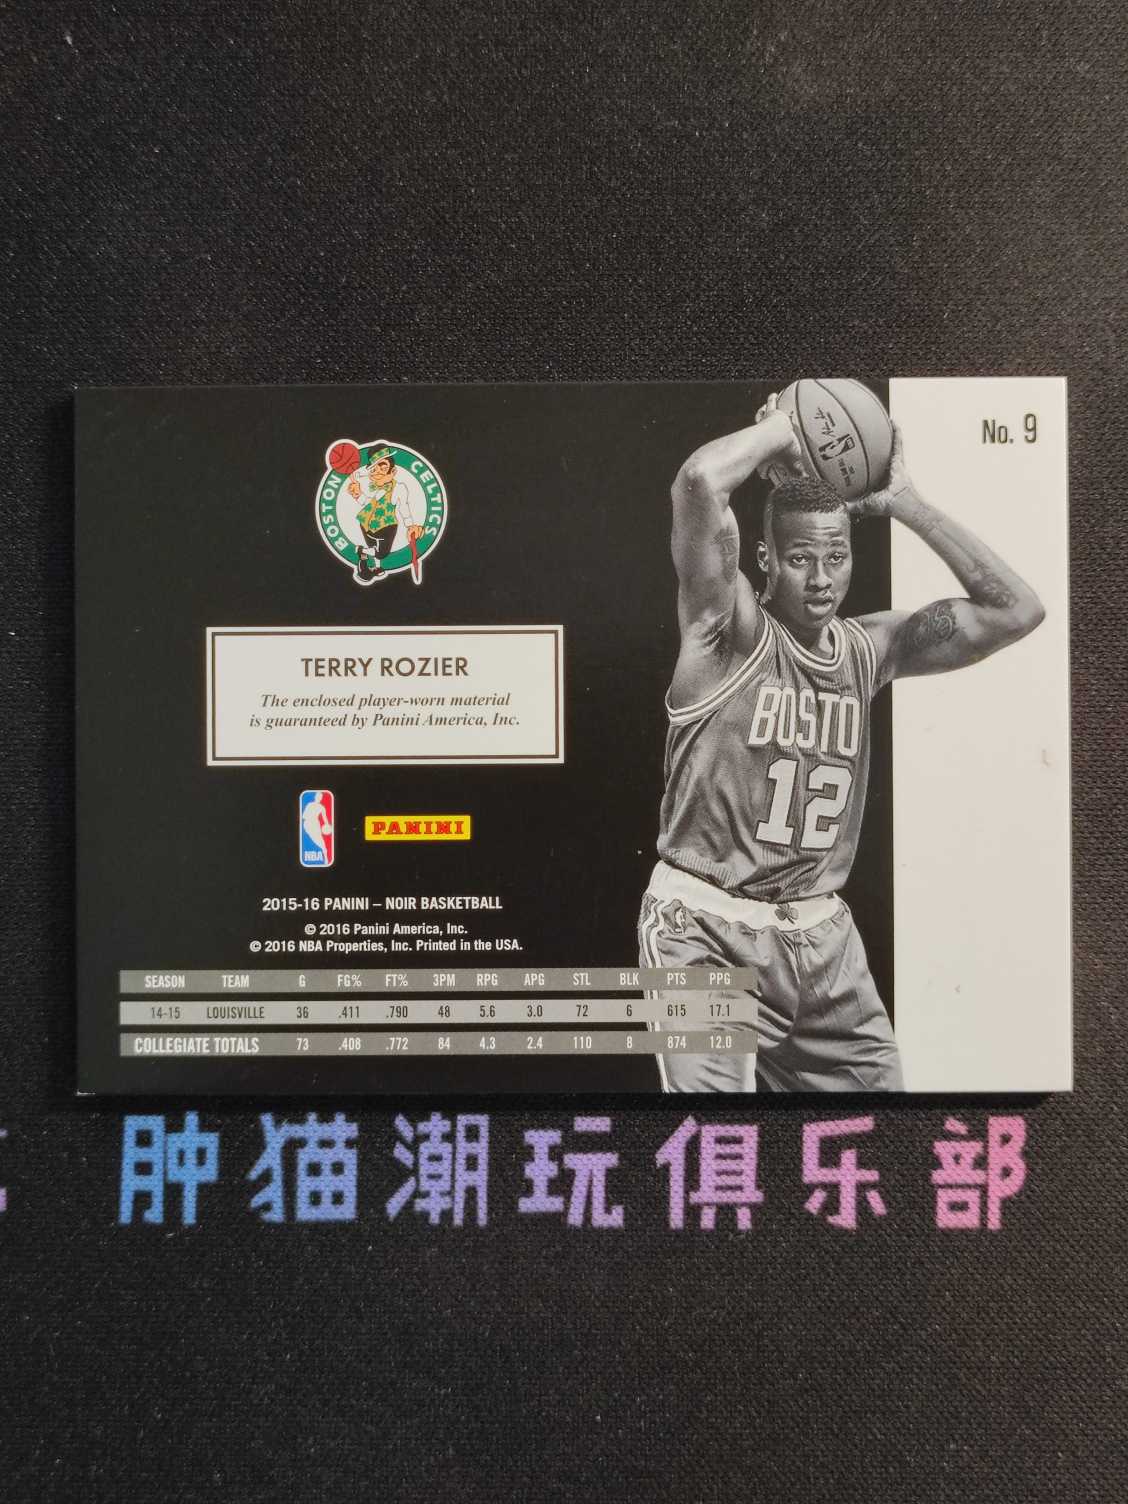 No. 9
BOSTON CELTICS
TERRY ROZIER
The enclosed player-worn material
is guaranteed by Panini America, Inc.
BOSTO
12
NBA
PANINI
2015-16 PANINI – NOIR BASKETBALL
© 2016 Panini America, Inc.
© 2016 NBA Properties, Inc. Printed in the USA.
SEASON TEAM G FG% FT% 3PM RPG APG STL BLK PTS PPG
14-15 LOUISVILLE 36 .411 .790 48 5.6 3.0 72 6 615 17.1
COLLEGIATE TOTALS 73 .408 .772 84 4.3 2.4 110 8 874 12.0
肿猫潮玩俱乐部